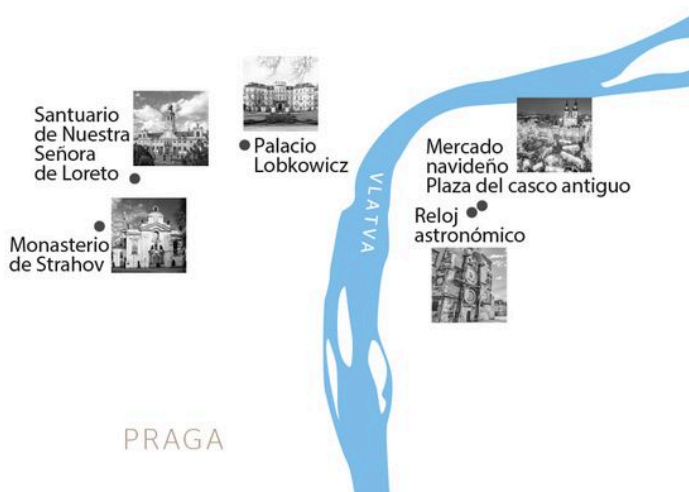 Santuario
de Nuestra
Señora
de Loreto
Palacio
Lobkowicz
Mercado
navideño
Plaza del casco antiguo
VLATVA
Reloj
astronómico
Monasterio
de Strahov
PRAGA